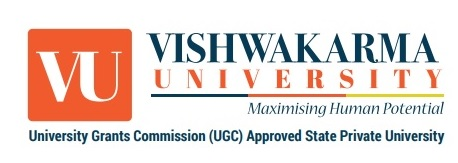 VU
VISHWAKARMA
UNIVERSITY
Maximising Human Potential
University Grants Commission (UGC) Approved State Private University